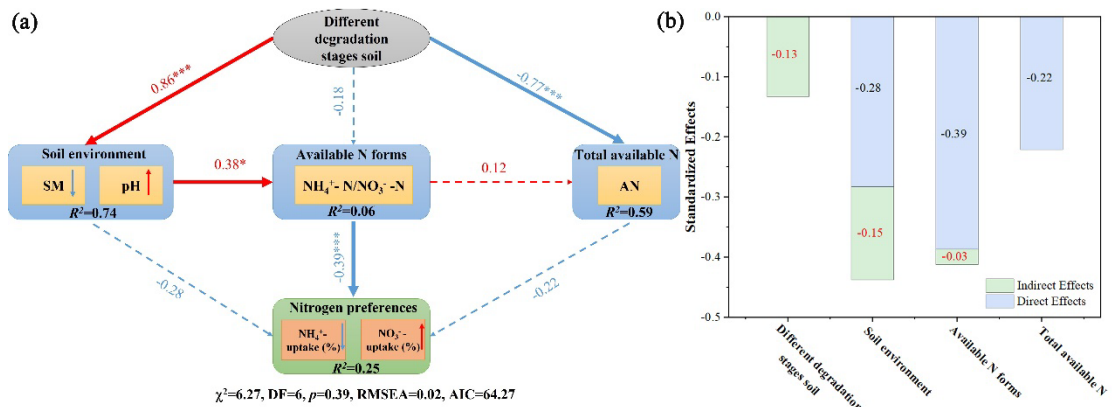 (a)
Different
degradation
stages soil
0.86***
-0.18
-0.77***
Soil environment
SM
pH
R²=0.74
0.38*
Available N forms
NH₄⁺- N/NO₃⁻ -N
R²=0.06
0.12
Total available N
AN
R²=0.59
-0.28
-0.39***
-0.22
Nitrogen preferences
NH₄⁺-
uptake (%)
NO₃⁻-
uptake (%)
R²=0.25
χ²=6.27, DF=6, p=0.39, RMSEA=0.02, AIC=64.27
(b)
Standardized Effects
0.0
-0.1
-0.2
-0.3
-0.4
-0.5
-0.13
-0.28
-0.15
-0.39
-0.03
-0.22
Indirect Effects
Direct Effects
Different degradation
stages soil
Soil environment
Available N forms
Total available N